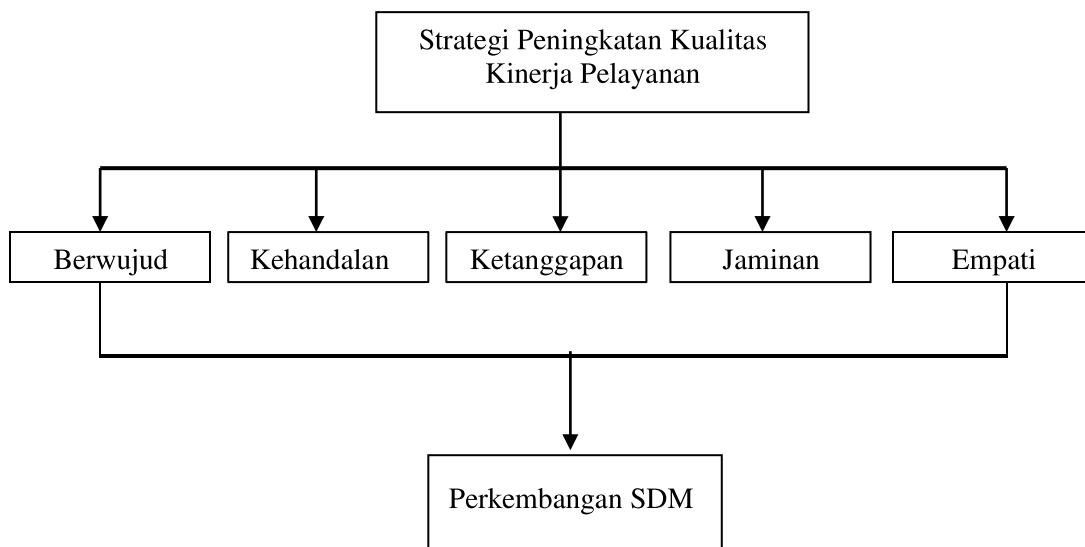 Strategi Peningkatan Kualitas
Kinerja Pelayanan
Berwujud
Kehandalan
Ketanggapan
Jaminan
Empati
Perkembangan SDM